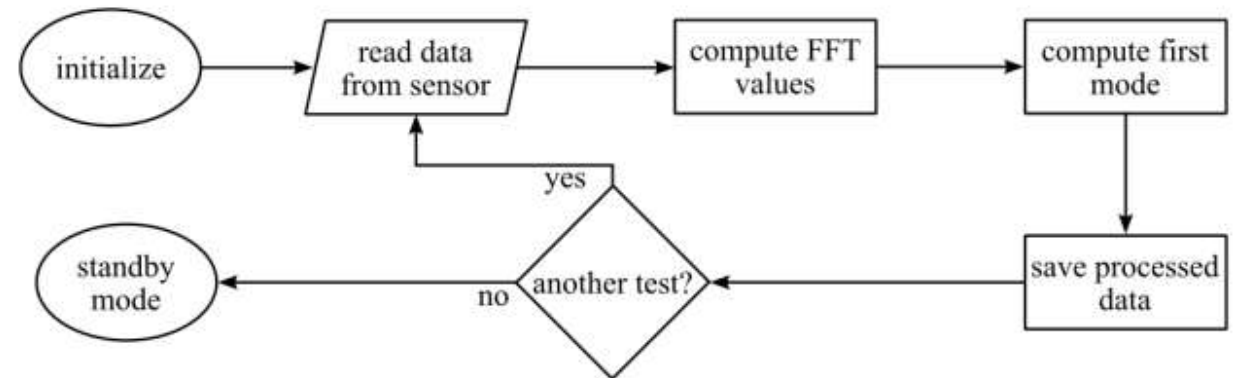 initialize
read data
from sensor
compute FFT
values
compute first
mode
yes
standby
mode
no
another test?
save processed
data